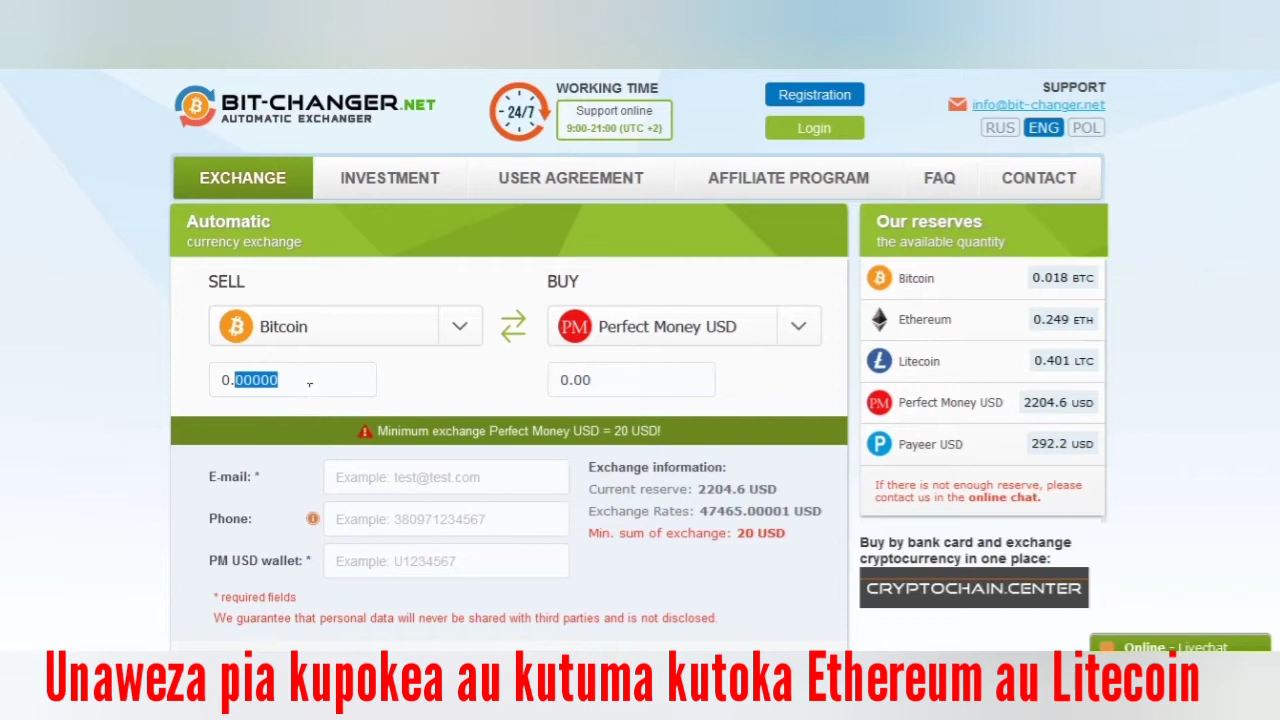 BIT-CHANGER.NET
AUTOMATIC EXCHANGER
24/7
WORKING TIME
Support online
9:00-21:00 (UTC +2)
Registration
Login
SUPPORT
info@bit-changer.net
RUS ENG POL
EXCHANGE INVESTMENT USER AGREEMENT AFFILIATE PROGRAM FAQ CONTACT
Automatic
currency exchange
SELL BUY
Bitcoin PM Perfect Money USD
0.00000 0.00
Minimum exchange Perfect Money USD = 20 USD!
E-mail: * Example: test@test.com
Phone: Example: 380971234567
PM USD wallet: * Example: U1234567
* required fields
We guarantee that personal data will never be shared with third parties and is not disclosed.
Exchange information:
Current reserve: 2204.6 USD
Exchange Rates: 47465.00001 USD
Min. sum of exchange: 20 USD
Our reserves
the available quantity
Bitcoin 0.018 BTC
Ethereum 0.249 ETH
Litecoin 0.401 LTC
PM Perfect Money USD 2204.6 USD
P Payeer USD 292.2 USD
If there is not enough reserve, please
contact us in the online chat.
Buy by bank card and exchange
cryptocurrency in one place:
CRYPTOCHAIN.CENTER
Online - Livechat
Unaweza pia kupokea au kutuma kutoka Ethereum au Litecoin